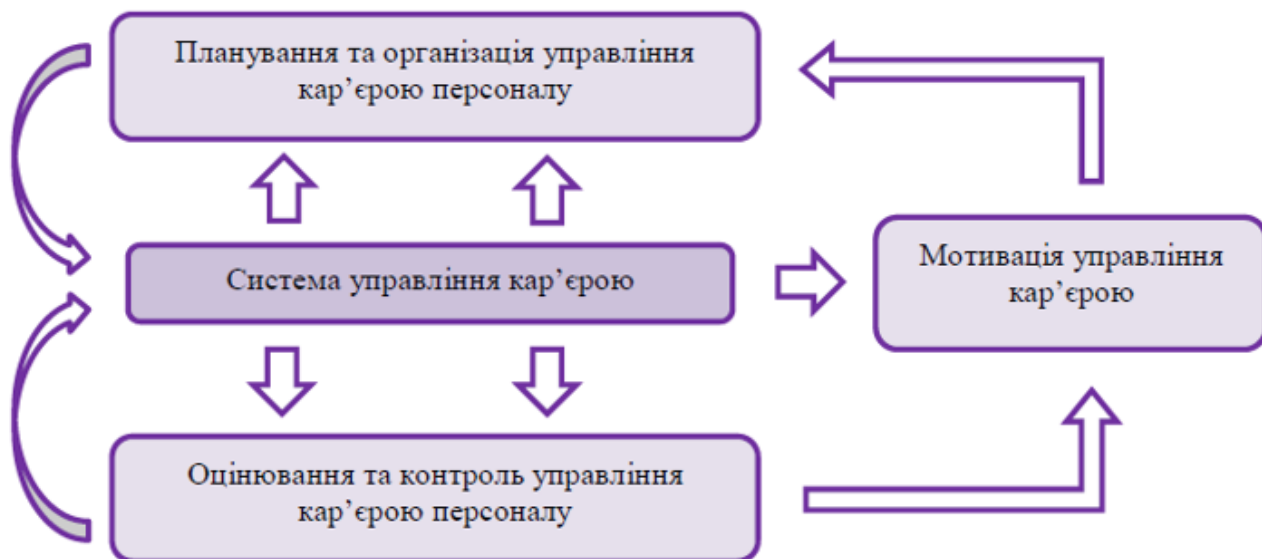 Планування та організація управління
кар’єрою персоналу
Система управління кар’єрою
Мотивація управління
кар’єрою
Оцінювання та контроль управління
кар’єрою персоналу